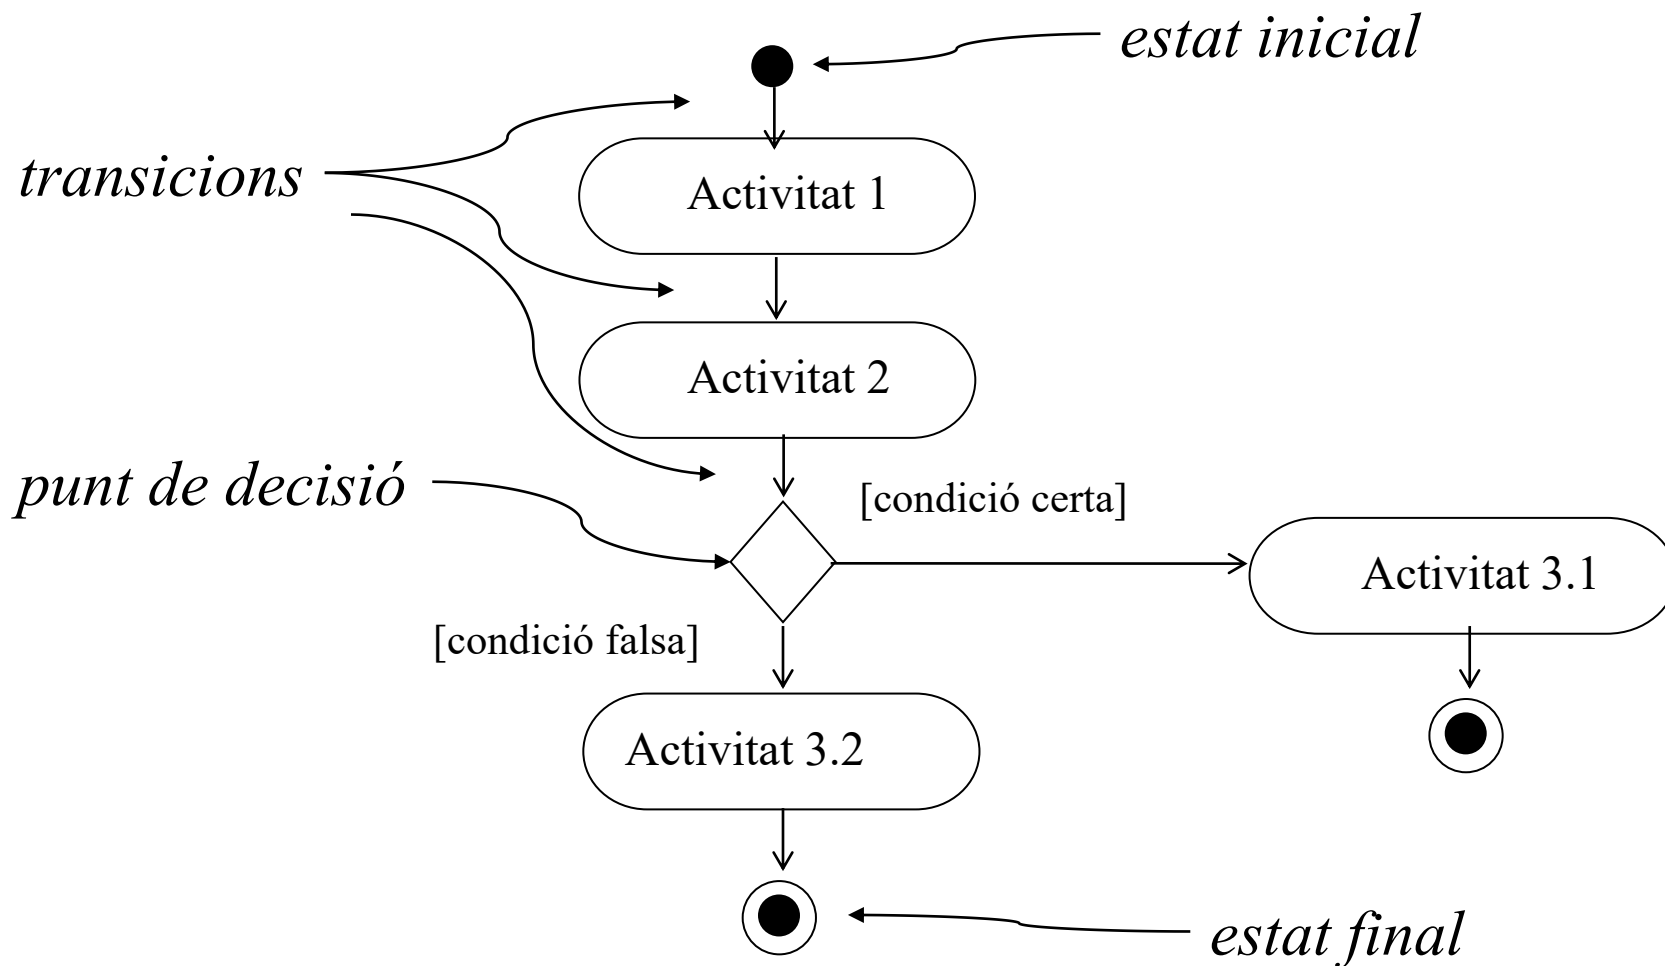 estat inicial
transicions
Activitat 1
Activitat 2
punt de decisió
[condició certa]
Activitat 3.1
[condició falsa]
Activitat 3.2
estat final